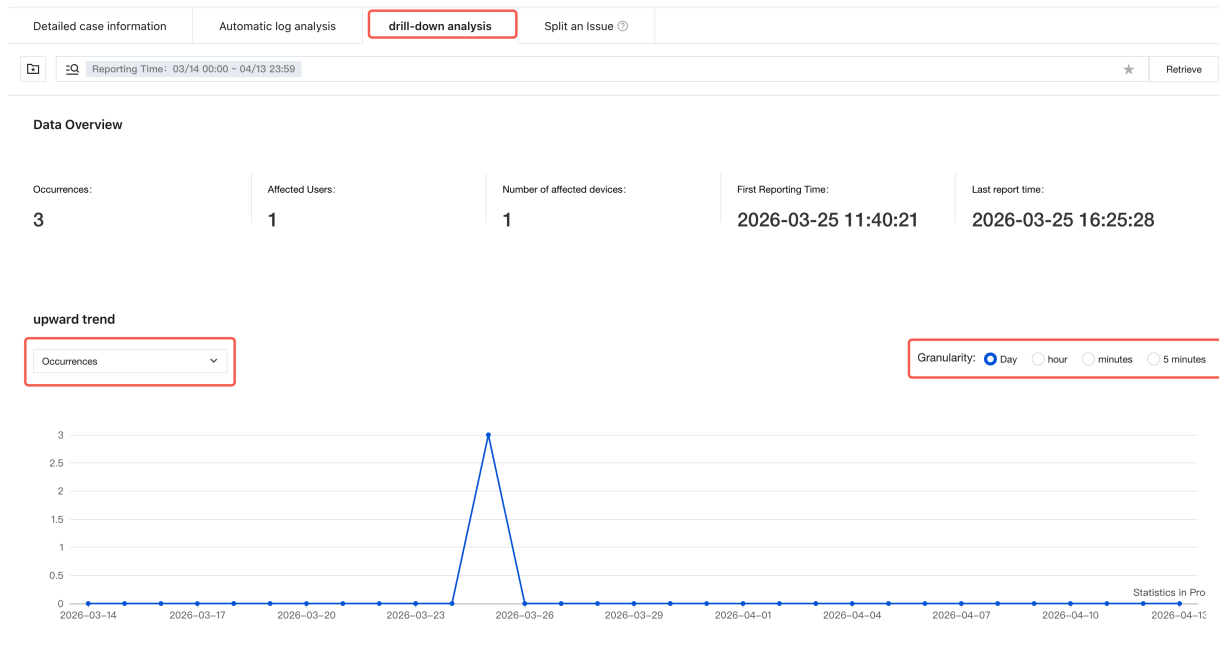 Detailed case information Automatic log analysis drill-down analysis Split an Issue ?
Reporting Time: 03/14 00:00 ~ 04/13 23:59 Retrieve
Data Overview
Occurrences: Affected Users: Number of affected devices: First Reporting Time: Last report time:
3 1 1 2026-03-25 11:40:21 2026-03-25 16:25:28
upward trend
Occurrences Granularity: Day hour minutes 5 minutes
3
2.5
2
1.5
1
0.5
Statistics in Pro
0
2026-03-14 2026-03-17 2026-03-20 2026-03-23 2026-03-26 2026-03-29 2026-04-01 2026-04-04 2026-04-07 2026-04-10 2026-04-13